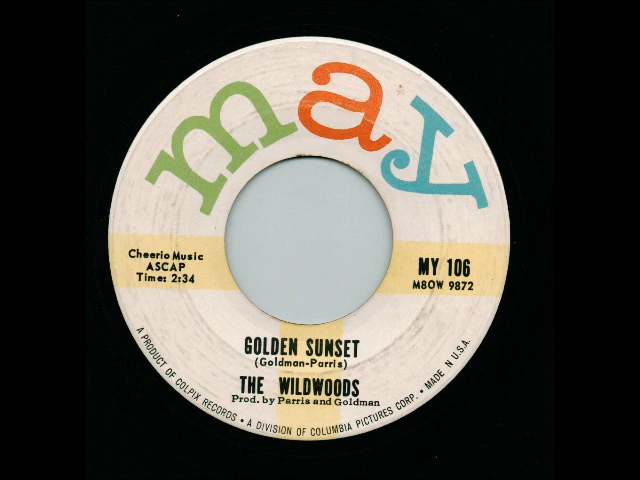 may
Cheerio Music
ASCAP
Time: 2:34
MY 106
M8OW 9872
GOLDEN SUNSET
(Goldman-Parris)
THE WILDWOODS
Prod. by Parris and Goldman
A PRODUCT OF COLPIX RECORDS • A DIVISION OF COLUMBIA PICTURES CORP. • MADE IN U.S.A.